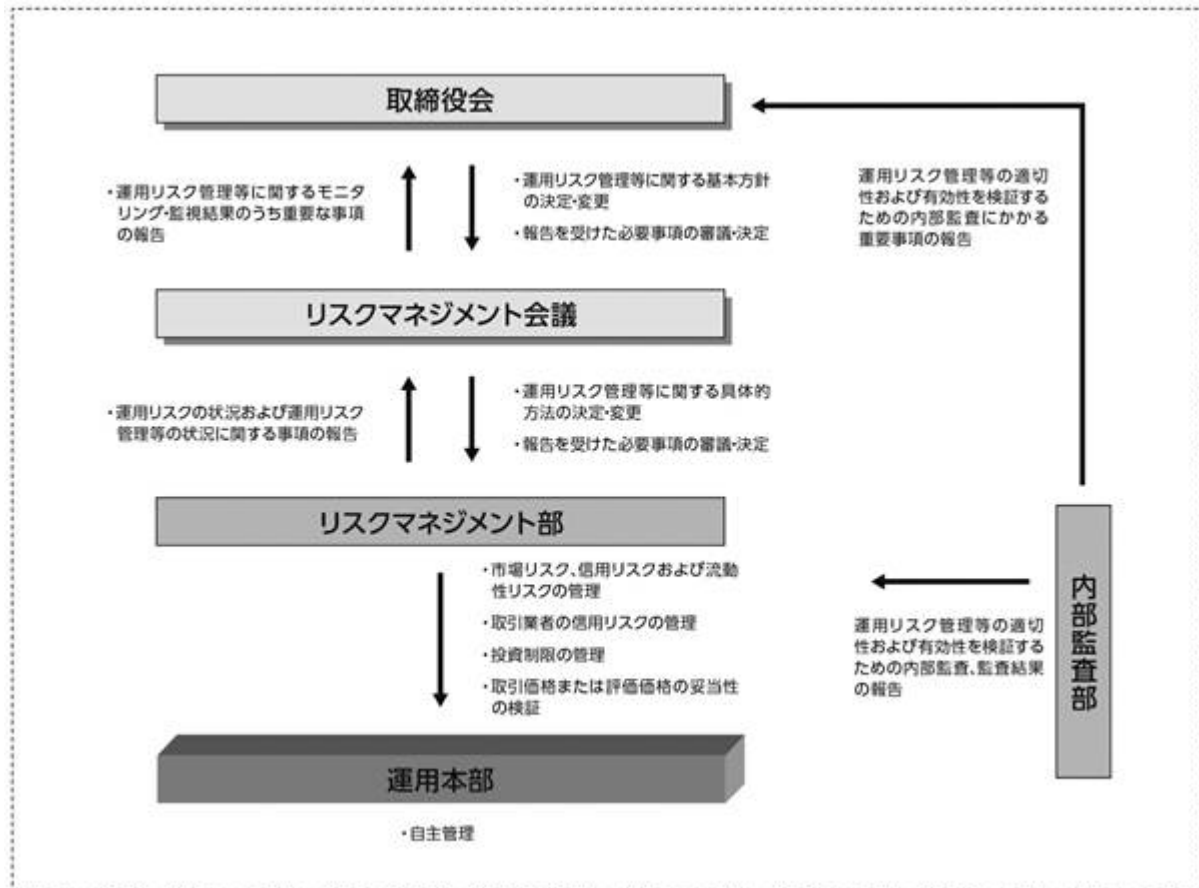 取締役会
・運用リスク管理等に関するモニタ
リング・監視結果のうち重要な事項
の報告
・運用リスク管理等に関する基本方針
の決定・変更
・報告を受けた必要事項の審議・決定
運用リスク管理等の適切
性および有効性を検証する
ための内部監査にかかる
重要事項の報告
リスクマネジメント会議
・運用リスクの状況および運用リスク
管理等の状況に関する事項の報告
・運用リスク管理等に関する具体的
方法の決定・変更
・報告を受けた必要事項の審議・決定
リスクマネジメント部
・市場リスク、信用リスクおよび流動
性リスクの管理
・取引業者の信用リスクの管理
・投資制限の管理
・取引価格または評価価格の妥当性
の検証
内部監査部
運用リスク管理等の適切
性および有効性を検証する
ための内部監査、監査結果
の報告
運用本部
・自主管理